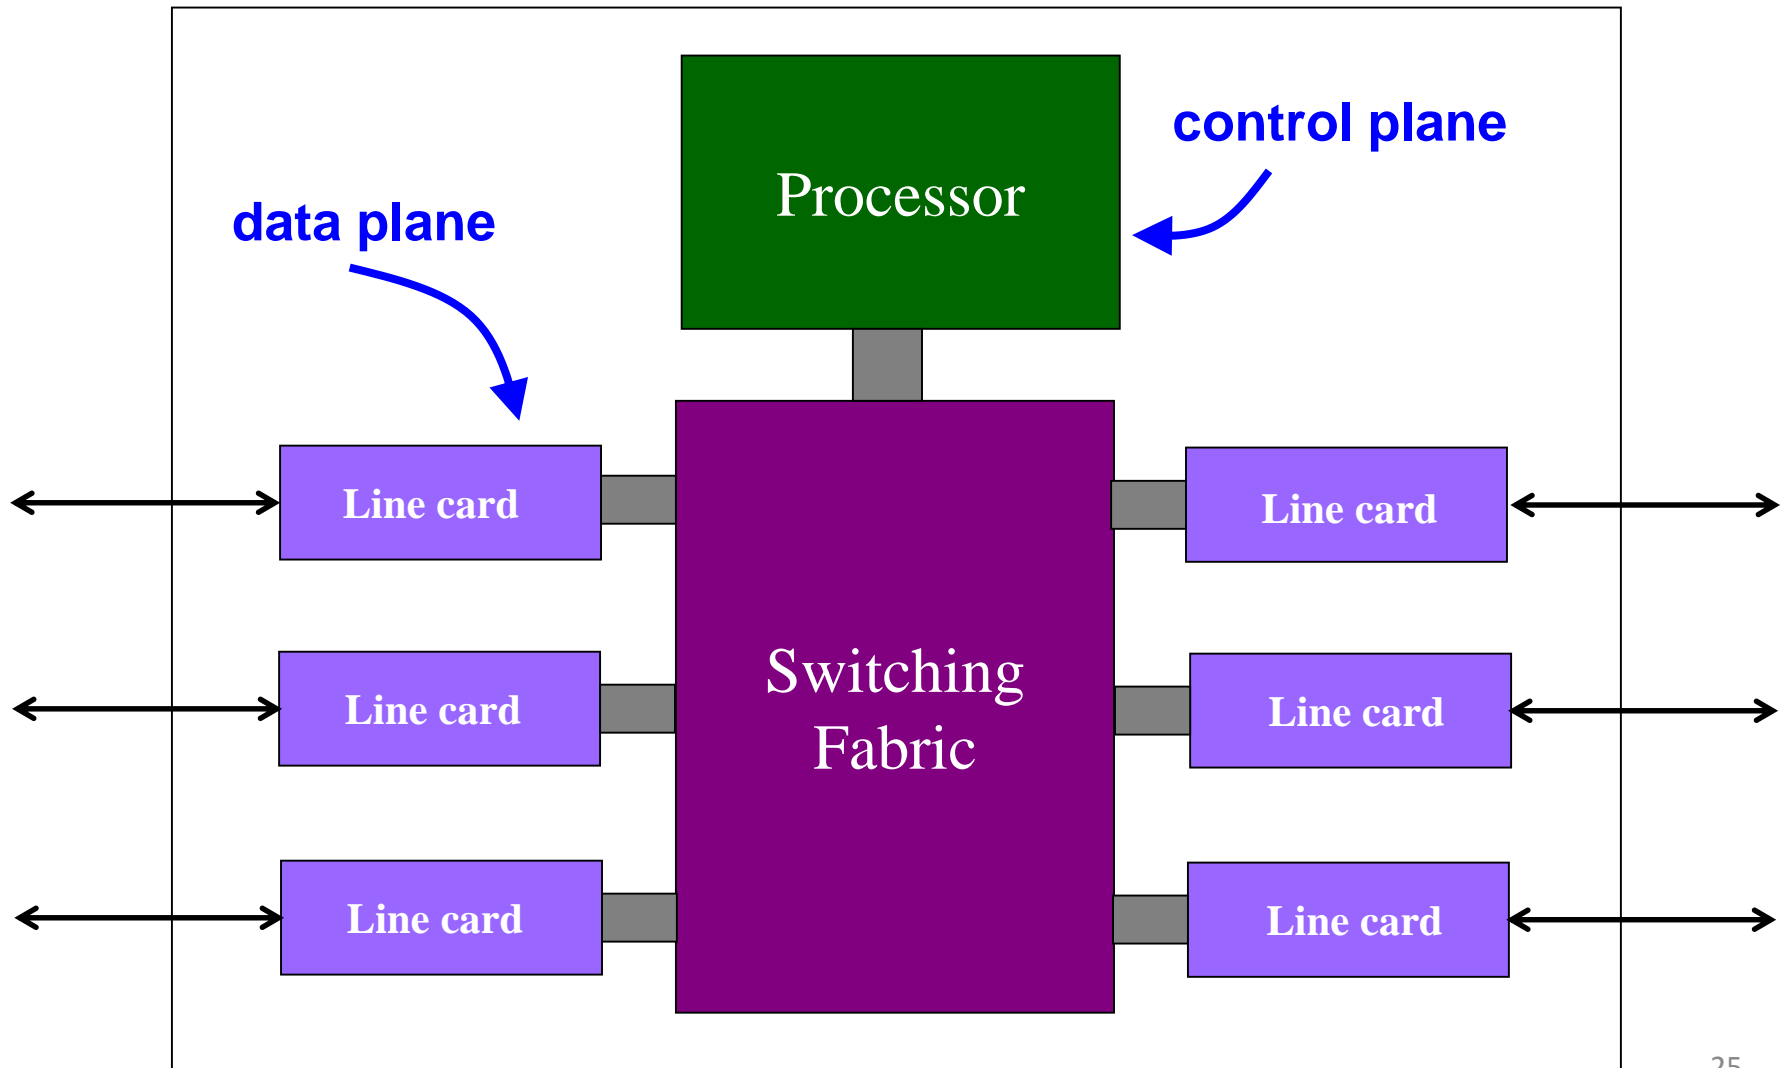 control plane
Processor
data plane
Line card
Line card
Switching
Fabric
Line card
Line card
Line card
Line card
25